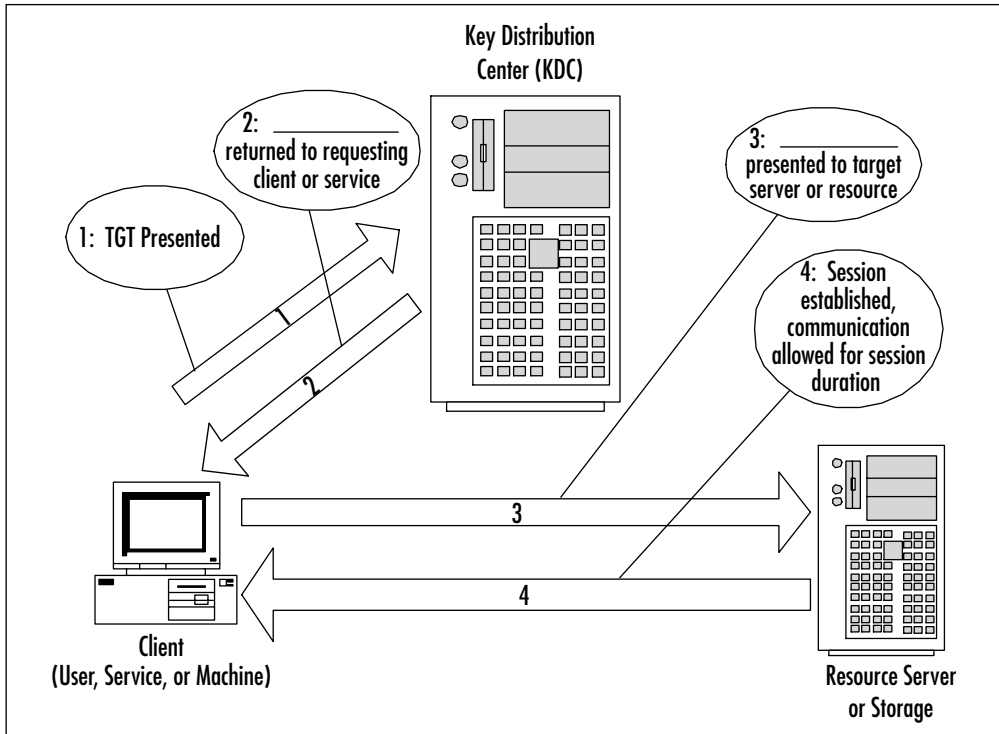 Key Distribution
Center (KDC)
2: ____________
returned to requesting
client or service
3: ____________
presented to target
server or resource
1: TGT Presented
4: Session
established,
communication
allowed for session
duration
1
2
3
4
Client
(User, Service, or Machine)
Resource Server
or Storage